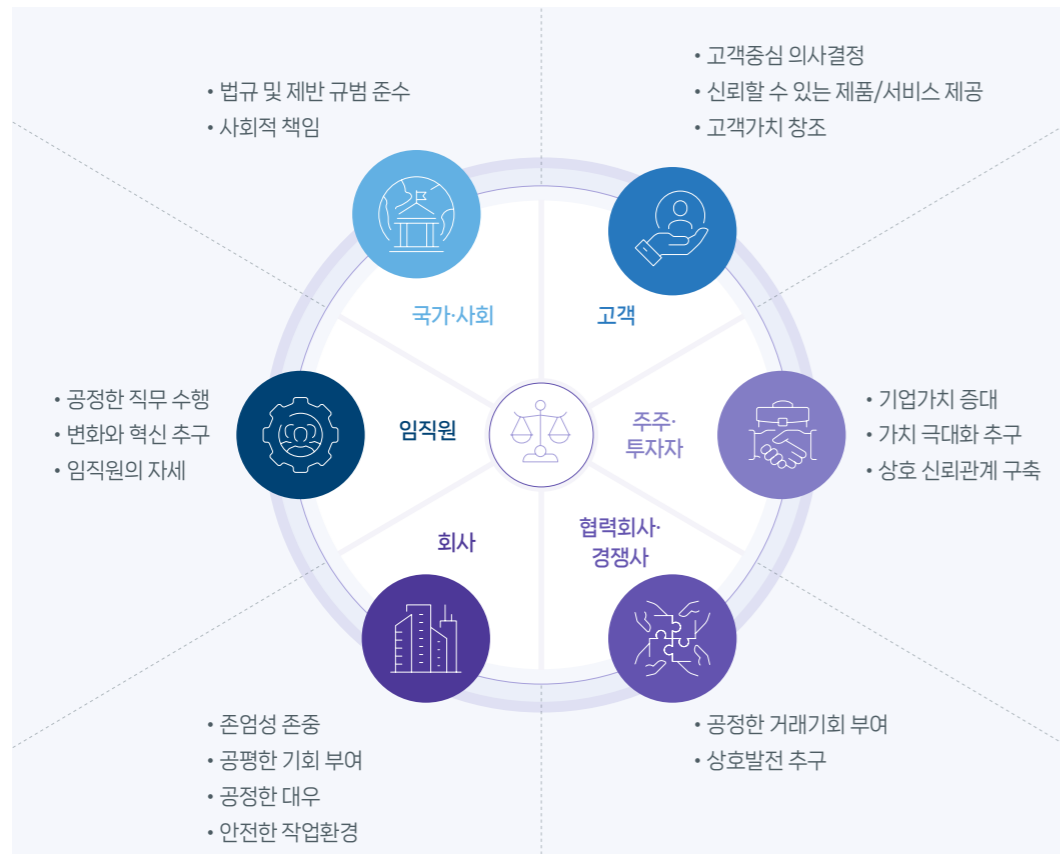 • 법규 및 제반 규범 준수
• 사회적 책임
• 고객중심 의사결정
• 신뢰할 수 있는 제품/서비스 제공
• 고객가치 창조
국가·사회
고객
• 공정한 직무 수행
• 변화와 혁신 추구
• 임직원의 자세
임직원
주주·
투자자
• 기업가치 증대
• 가치 극대화 추구
• 상호 신뢰관계 구축
회사
협력회사·
경쟁사
• 존엄성 존중
• 공평한 기회 부여
• 공정한 대우
• 안전한 작업환경
• 공정한 거래기회 부여
• 상호발전 추구